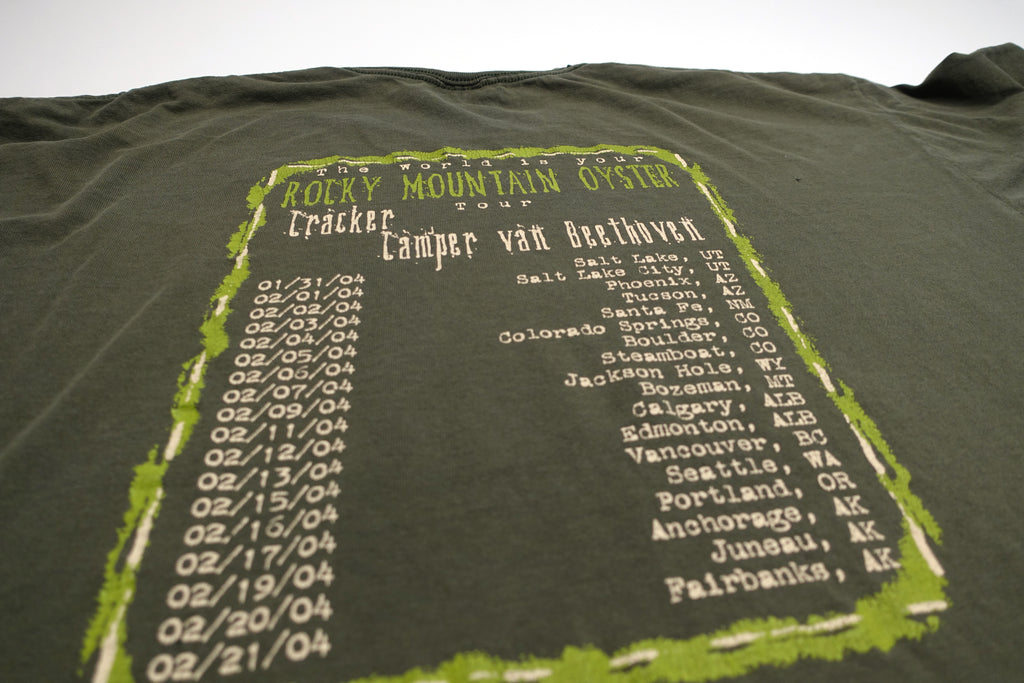 The world is your
ROCKY MOUNTAIN OYSTER
Tour
Cracker
Camper van Beethoven
01/31/04 Salt Lake, UT
02/01/04 Salt Lake City, UT
02/02/04 Phoenix, AZ
02/03/04 Tucson, AZ
02/04/04 Santa Fe, NM
02/05/04 Colorado Springs, CO
02/06/04 Boulder, CO
02/07/04 Steamboat, CO
02/09/04 Jackson Hole, WY
02/11/04 Bozeman, MT
02/12/04 Calgary, ALB
02/13/04 Edmonton, ALB
02/15/04 Vancouver, BC
02/16/04 Seattle, WA
02/17/04 Portland, OR
02/19/04 Anchorage, AK
02/20/04 Juneau, AK
02/21/04 Fairbanks, AK